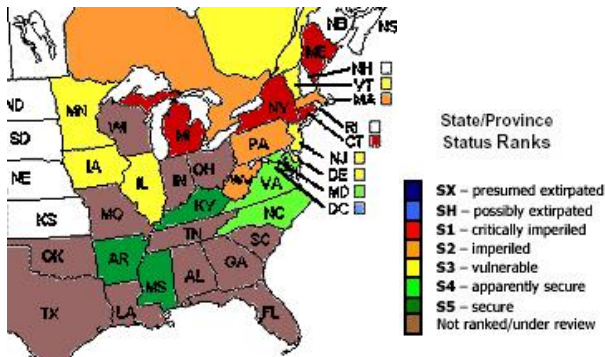 NB
NS
ME
NH
VT
MA
RI
CT
NJ
DE
MD
DC
ND
SD
NE
KS
OK
TX
MN
IA
MO
AR
LA
WI
IL
MI
IN
OH
KY
TN
MS
AL
GA
FL
SC
NC
VA
WV
PA
NY
State/Province
Status Ranks
SX – presumed extirpated
SH – possibly extirpated
S1 – critically imperiled
S2 – imperiled
S3 – vulnerable
S4 – apparently secure
S5 – secure
Not ranked/under review